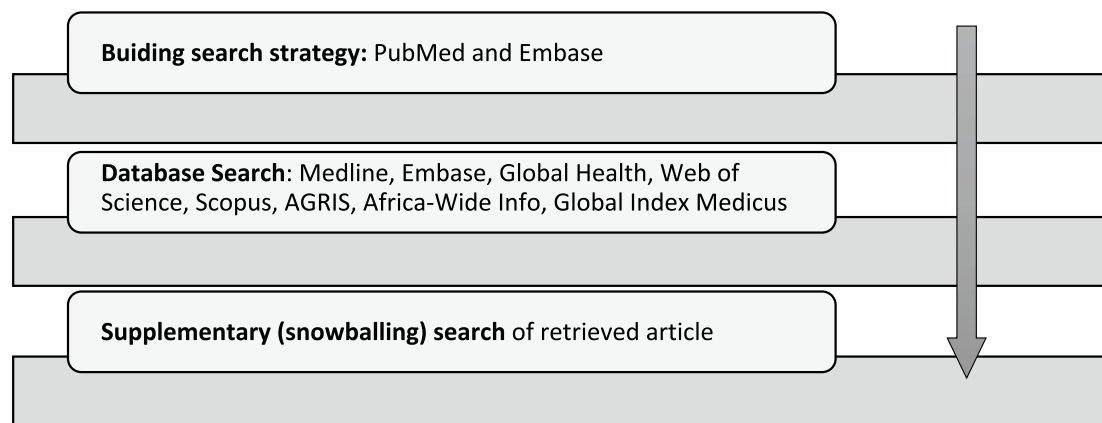 Buiding search strategy: PubMed and Embase
Database Search: Medline, Embase, Global Health, Web of
Science, Scopus, AGRIS, Africa-Wide Info, Global Index Medicus
Supplementary (snowballing) search of retrieved article